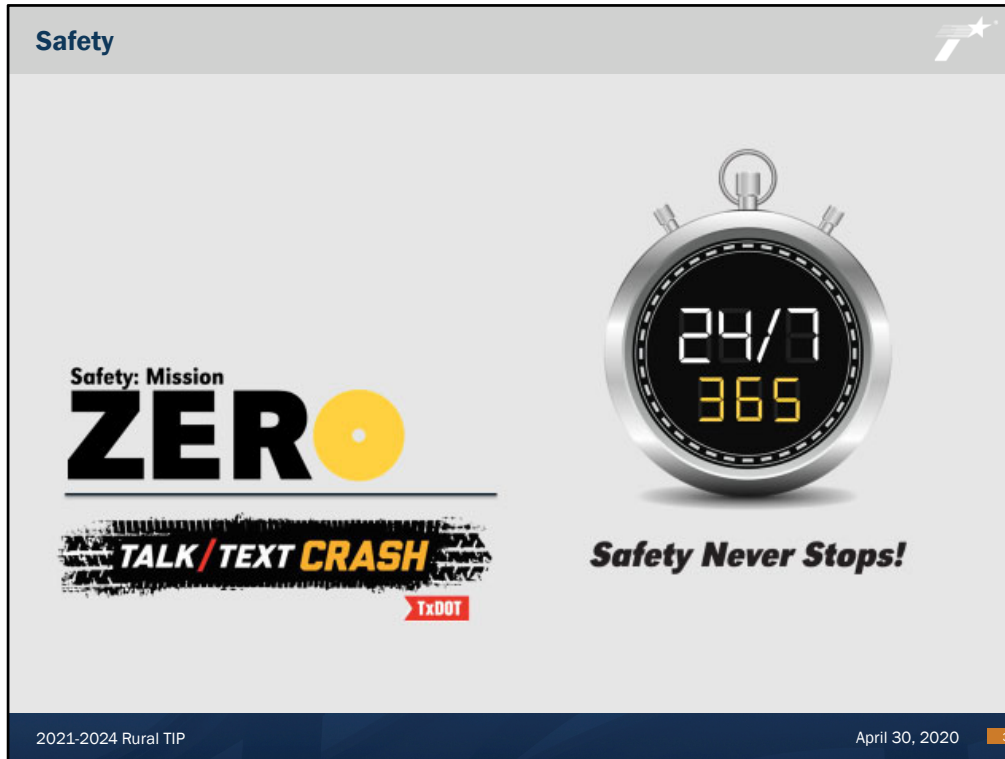 Safety
Safety: Mission
ZERO
TALK/TEXT CRASH
TxDOT
24/7
365
Safety Never Stops!
2021-2024 Rural TIP
April 30, 2020